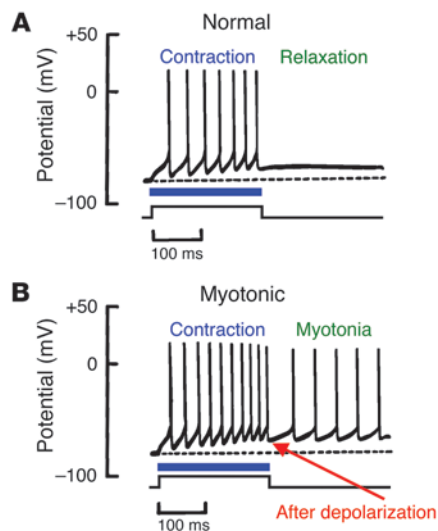 A
Normal
Contraction Relaxation
+50
0
−100
Potential (mV)
100 ms
B
Myotonic
Contraction Myotonia
+50
0
−100
Potential (mV)
After depolarization
100 ms